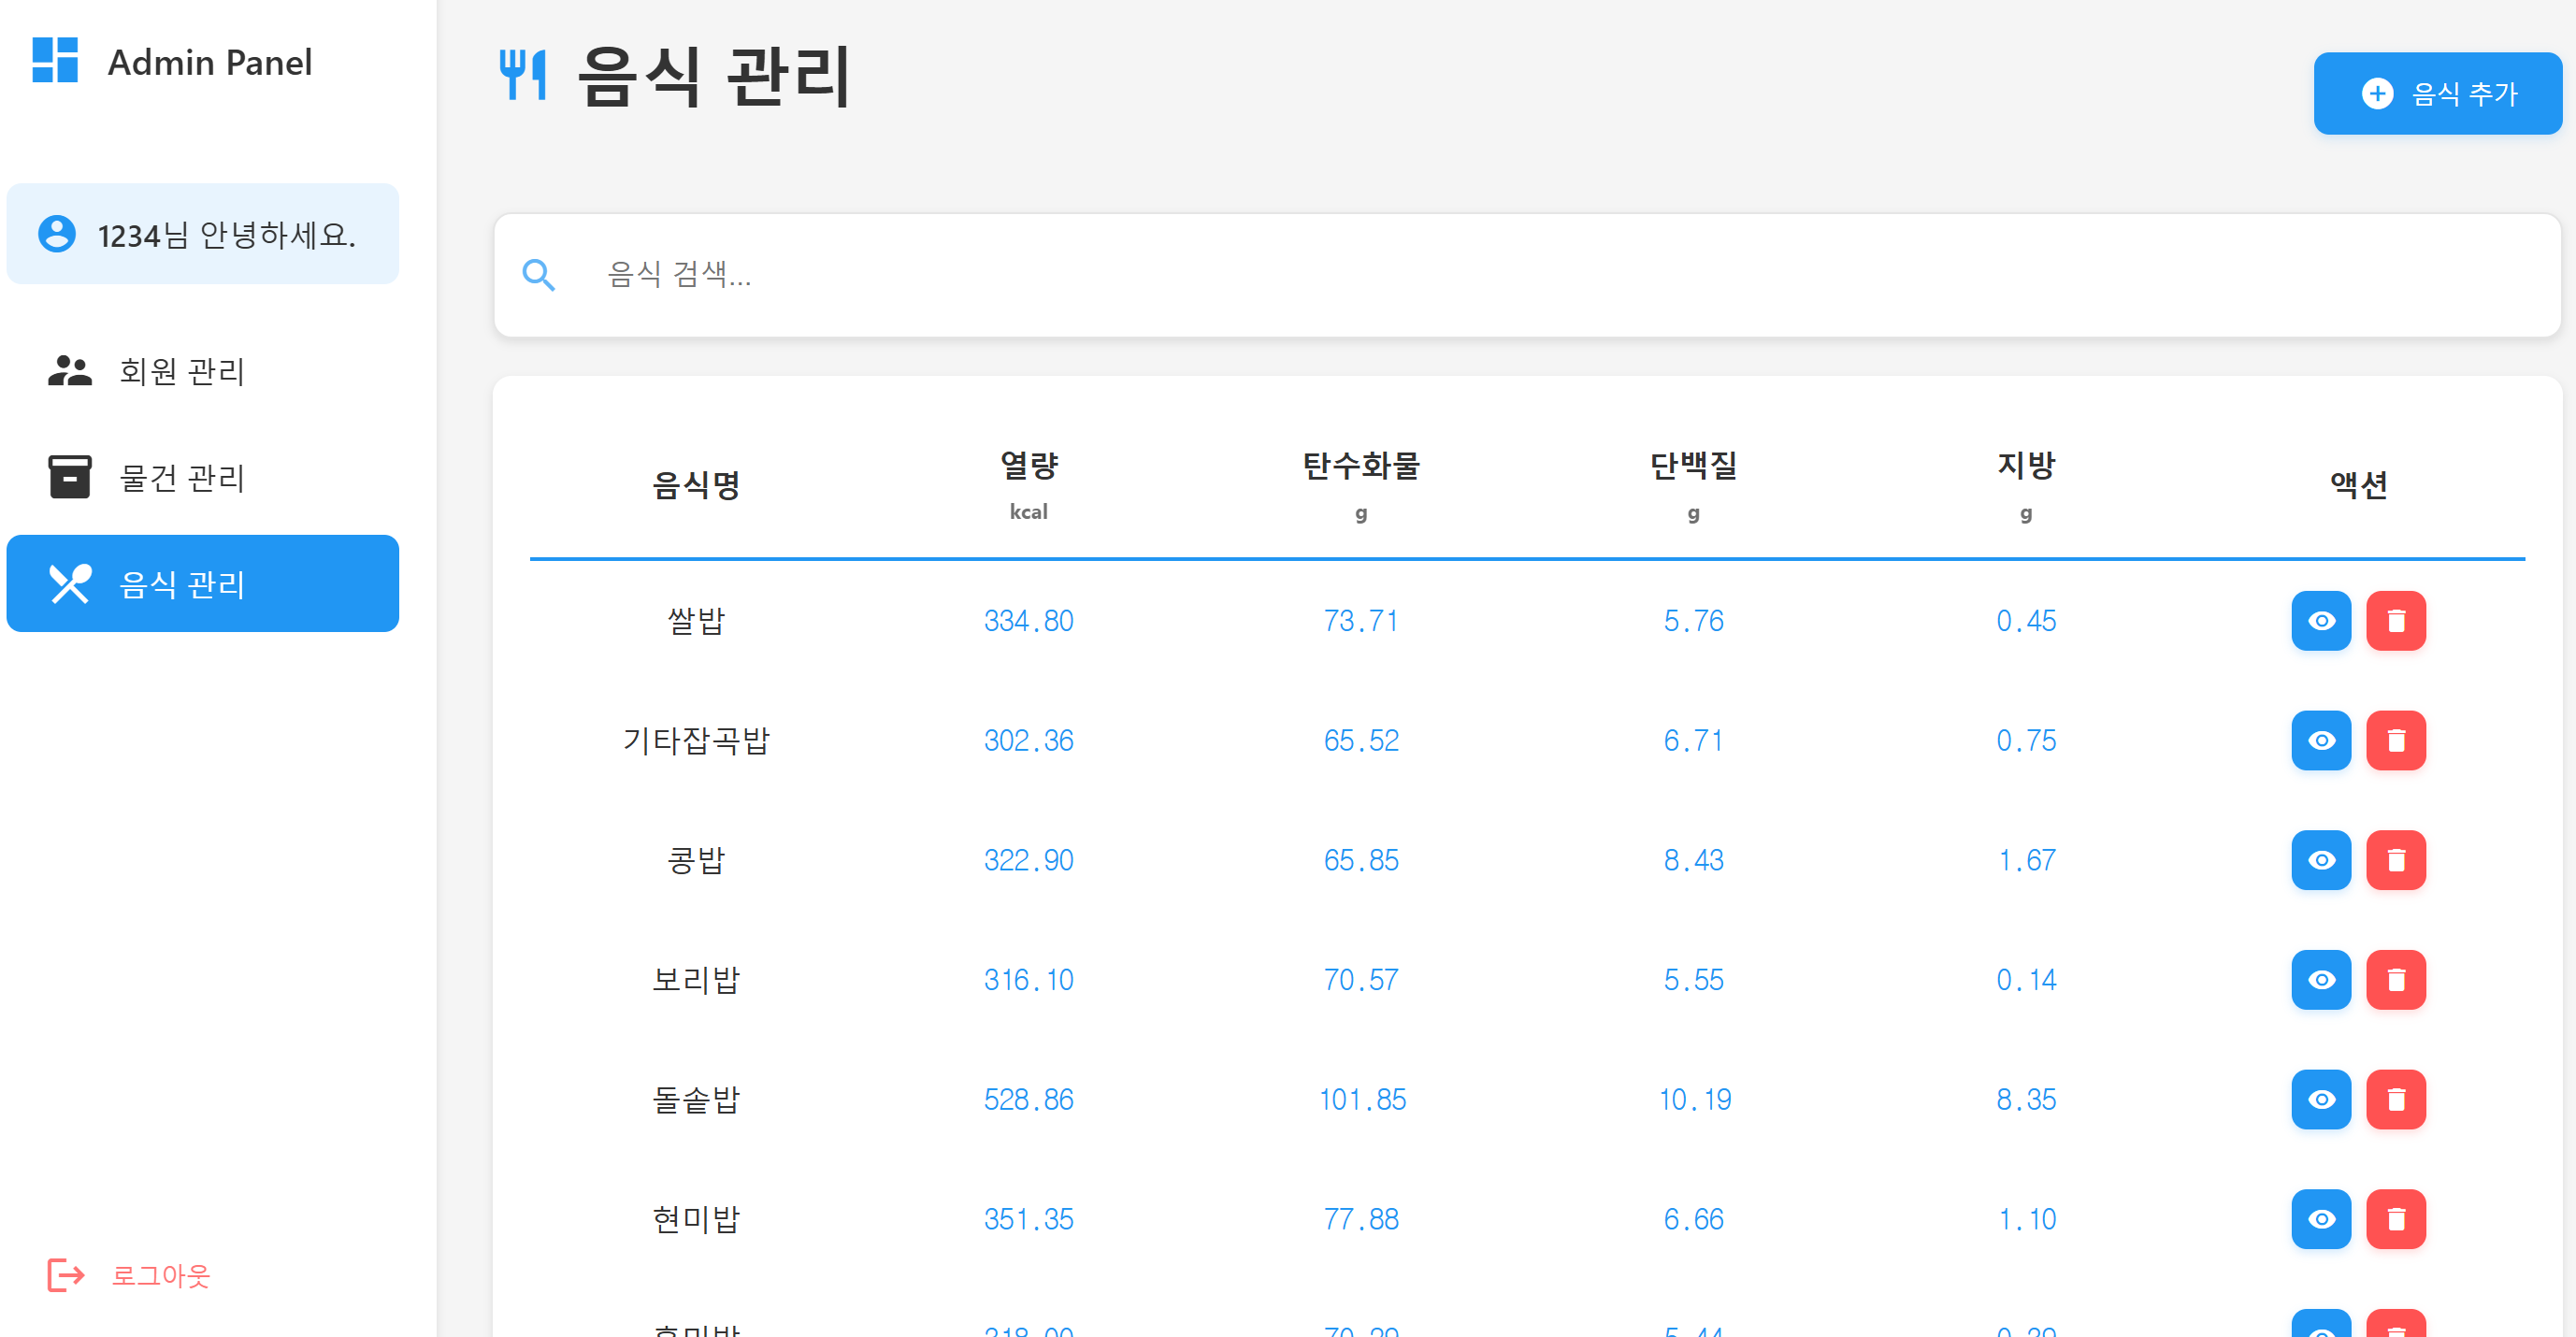 Admin Panel
1234님 안녕하세요.
회원 관리
물건 관리
음식 관리
로그아웃
음식 관리
음식 추가
음식 검색...
음식명 열량 kcal 탄수화물 g 단백질 g 지방 g 액션
쌀밥 334.80 73.71 5.76 0.45
기타잡곡밥 302.36 65.52 6.71 0.75
콩밥 322.90 65.85 8.43 1.67
보리밥 316.10 70.57 5.55 0.14
돌솥밥 528.86 101.85 10.19 8.35
현미밥 351.35 77.88 6.66 1.10